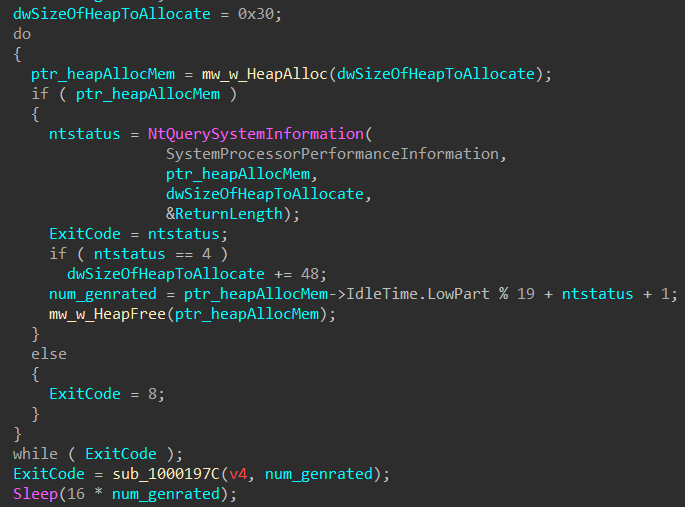 dwSizeOfHeapToAllocate = 0x30;
do
{
  ptr_heapAllocMem = mw_w_HeapAlloc(dwSizeOfHeapToAllocate);
  if ( ptr_heapAllocMem )
  {
    ntstatus = NtQuerySystemInformation(
                 SystemProcessorPerformanceInformation,
                 ptr_heapAllocMem,
                 dwSizeOfHeapToAllocate,
                 &ReturnLength);
    ExitCode = ntstatus;
    if ( ntstatus == 4 )
      dwSizeOfHeapToAllocate += 48;
    num_genrated = ptr_heapAllocMem->IdleTime.LowPart % 19 + ntstatus + 1;
    mw_w_HeapFree(ptr_heapAllocMem);
  }
  else
  {
    ExitCode = 8;
  }
}
while ( ExitCode );
ExitCode = sub_1000197C(v4, num_genrated);
Sleep(16 * num_genrated);